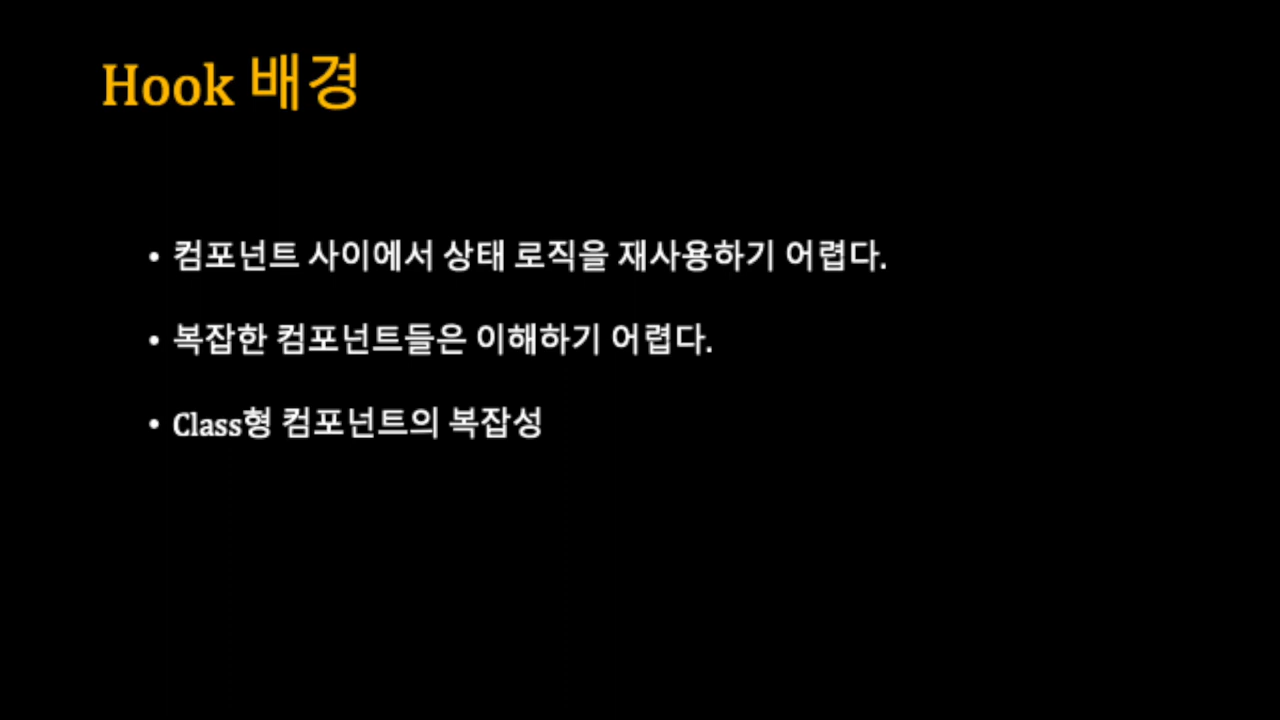 Hook 배경
• 컴포넌트 사이에서 상태 로직을 재사용하기 어렵다.
• 복잡한 컴포넌트들은 이해하기 어렵다.
• Class형 컴포넌트의 복잡성